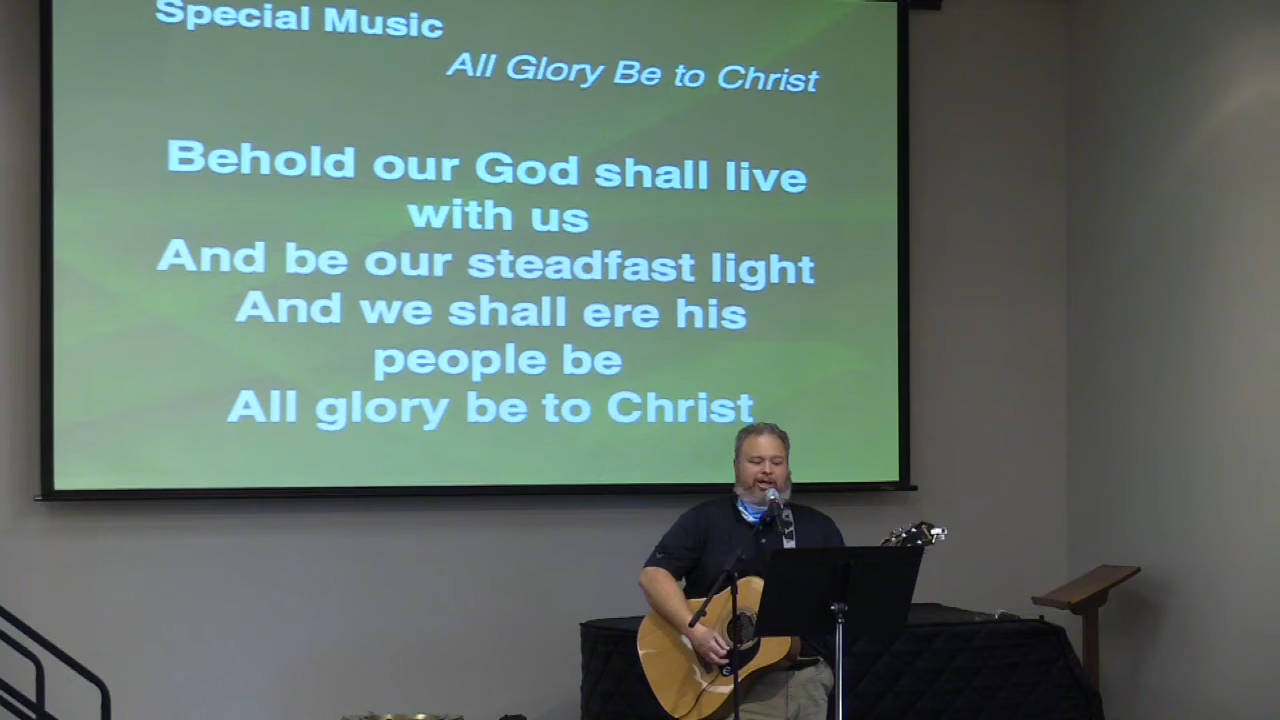 Special Music
All Glory Be to Christ
Behold our God shall live
with us
And be our steadfast light
And we shall ere his
people be
All glory be to Christ